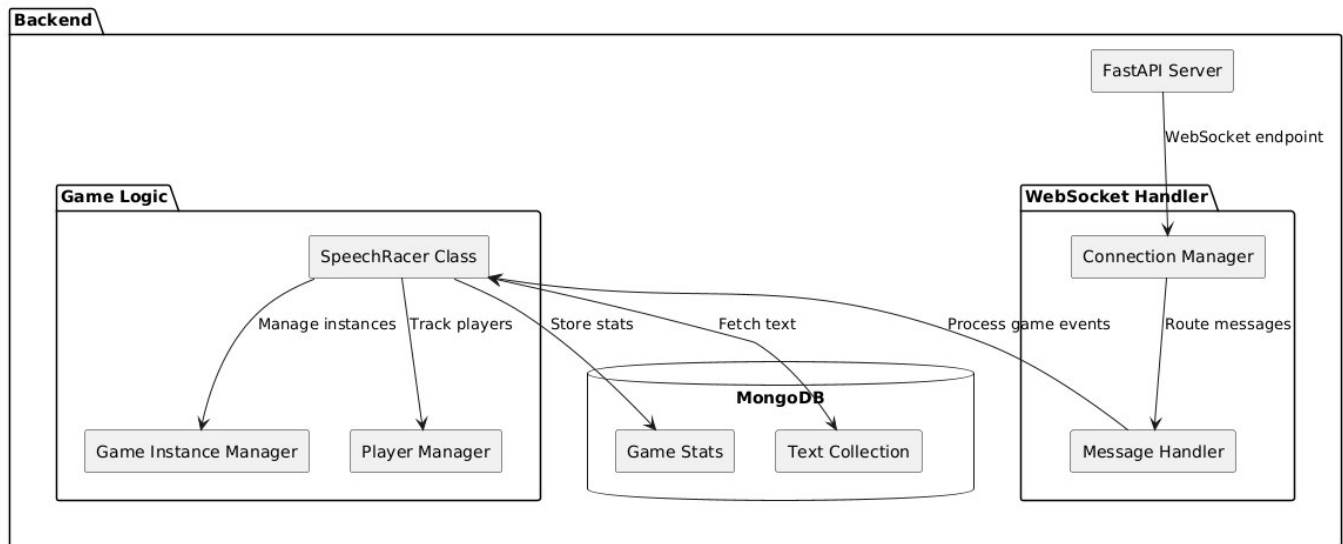 Backend
FastAPI Server
WebSocket endpoint
Game Logic
WebSocket Handler
SpeechRacer Class
Connection Manager
Manage instances
Track players
Store stats
Fetch text
Process game events
Route messages
MongoDB
Game Instance Manager
Player Manager
Game Stats
Text Collection
Message Handler